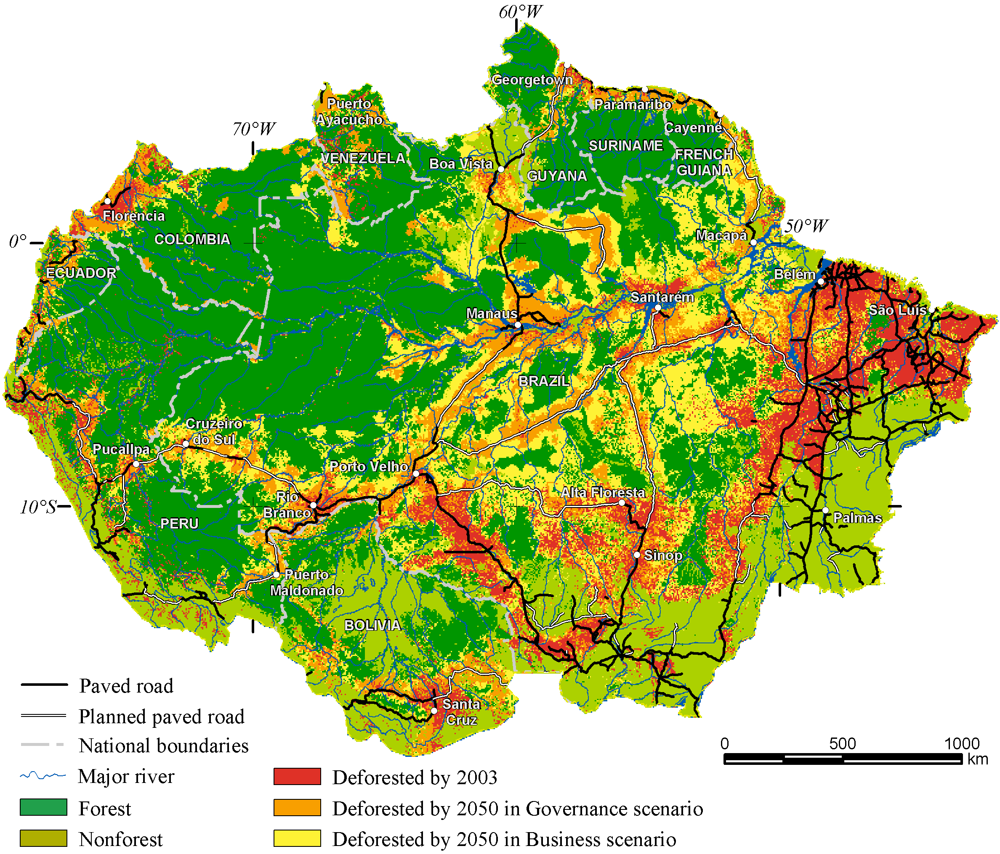 60°W
Georgetown
Puerto
Ayacucho
Paramaribo
70°W
Cayenne
SURINAME
VENEZUELA
FRENCH
GUIANA
Boa Vista
GUYANA
Florencia
50°W
0°
COLOMBIA
Macapá
ECUADOR
Belém
Santarém
Manaus
São Luís
BRAZIL
Cruzeiro
do Sul
Pucallpa
Porto Velho
Rio
Branco
Alta Floresta
10°S
PERU
Palmas
Sinop
Puerto
Maldonado
BOLIVIA
Santa
Cruz
Paved road
Planned paved road
National boundaries
Major river
Forest
Nonforest
Deforested by 2003
Deforested by 2050 in Governance scenario
Deforested by 2050 in Business scenario
0 500 1000
km